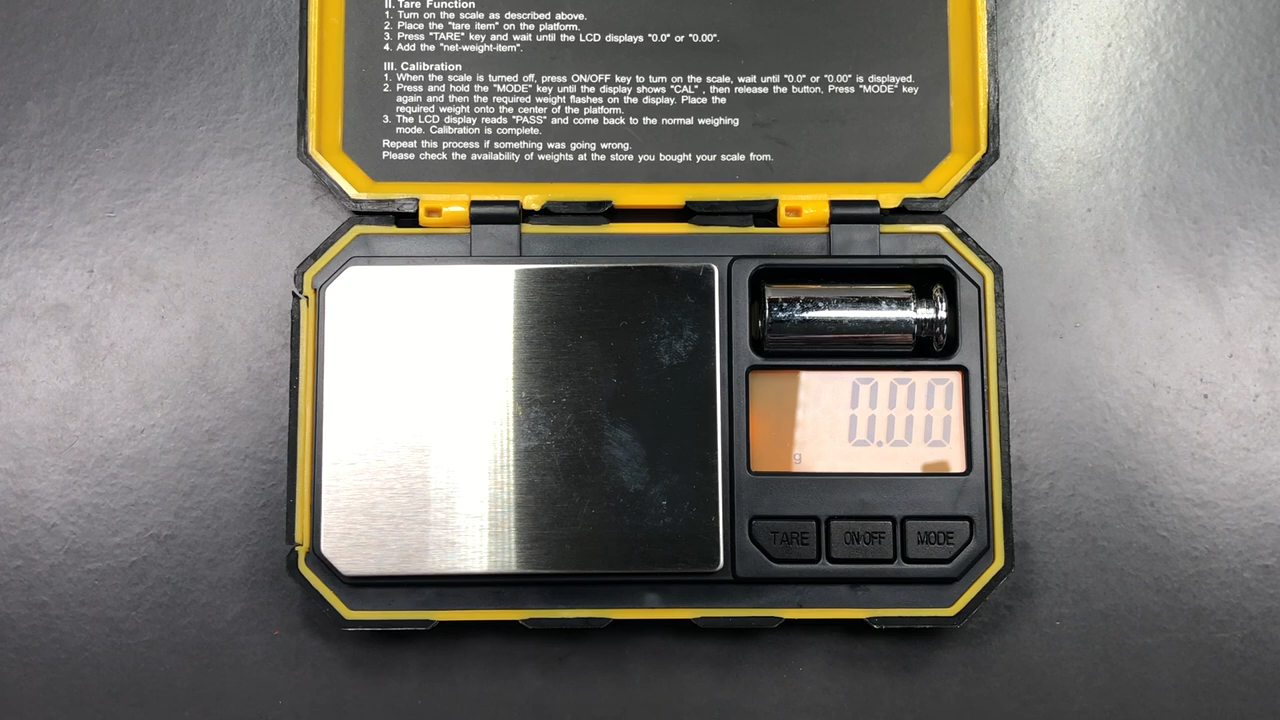 II. Tare Function
1. Turn on the scale as described above.
2. Place the "tare item" on the platform.
3. Press "TARE" key and wait until the LCD displays "0.0" or "0.00".
4. Add the "net-weight-item".
III. Calibration
1. When the scale is turned off, press ON/OFF key to turn on the scale, wait until "0.0" or "0.00" is displayed.
2. Press and hold the "MODE" key until the display shows "CAL" , then release the button, Press "MODE" key
again and then the required weight flashes on the display. Place the
required weight onto the center of the platform.
3. The LCD display reads "PASS" and come back to the normal weighing
mode. Calibration is complete.
Repeat this process if something was going wrong.
Please check the availability of weights at the store you bought your scale from.
0.00
g
TARE
ON/OFF
MODE